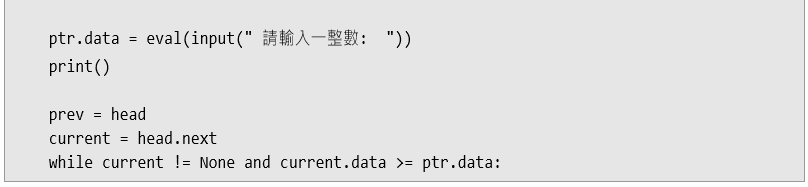 ptr.data = eval(input(" 請輸入一整數:  "))
print()
prev = head
current = head.next
while current != None and current.data >= ptr.data: